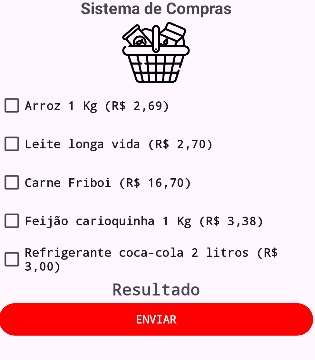 Sistema de Compras
Arroz 1 Kg (R$ 2,69)
Leite longa vida (R$ 2,70)
Carne Friboi (R$ 16,70)
Feijão carioquinha 1 Kg (R$ 3,38)
Refrigerante coca-cola 2 litros (R$
3,00)
Resultado
ENVIAR